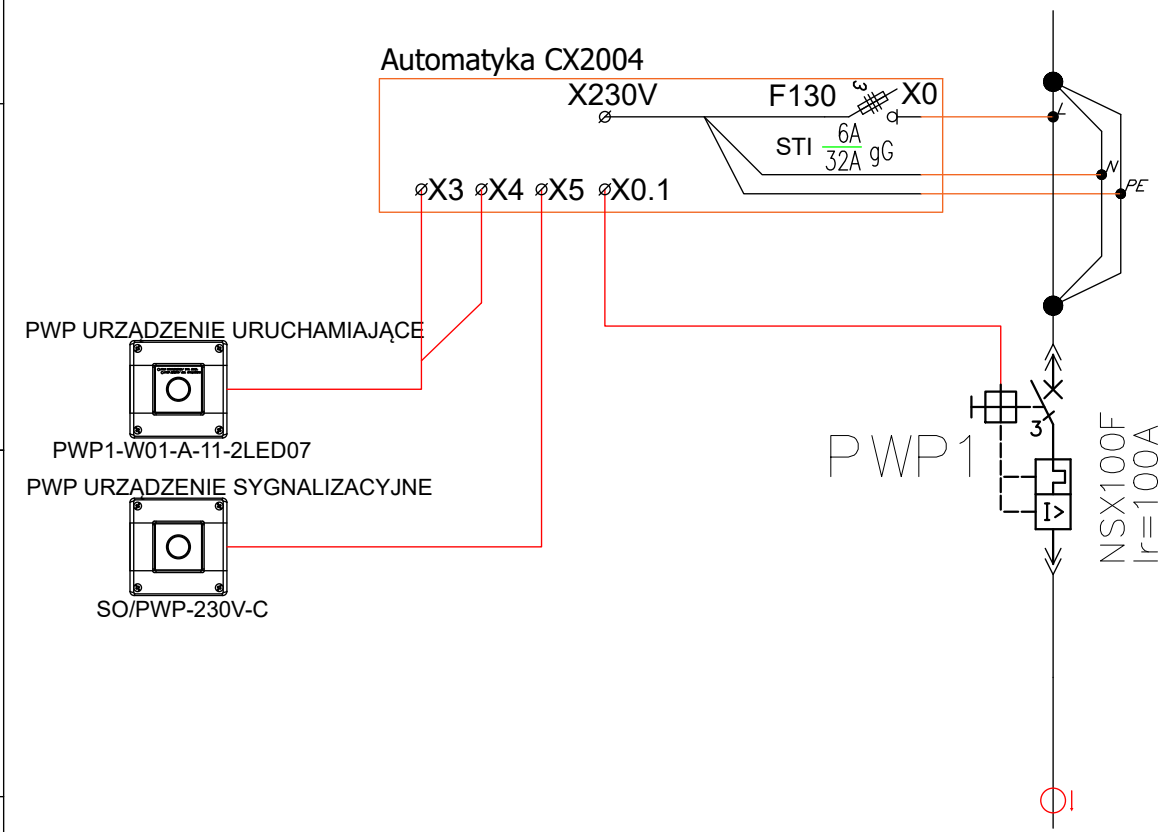 Automatyka CX2004
X230V
F130
3
X0
STI
6A
32A gG
L
N
PE
X3
X4
X5
X0.1
PWP URZĄDZENIE URUCHAMIAJĄCE
PWP1-W01-A-11-2LED07
PWP URZĄDZENIE SYGNALIZACYJNE
SO/PWP-230V-C
PWP1
3
I>
NSX100F
Ir=100A